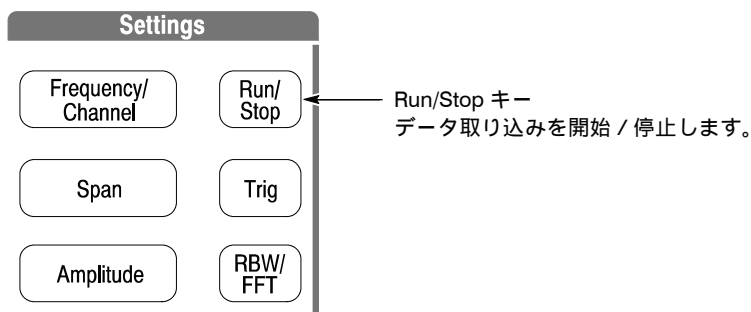 Settings
Frequency/
Channel
Run/
Stop
Run/Stop キー
データ取り込みを開始 / 停止します。
Span
Trig
Amplitude
RBW/
FFT